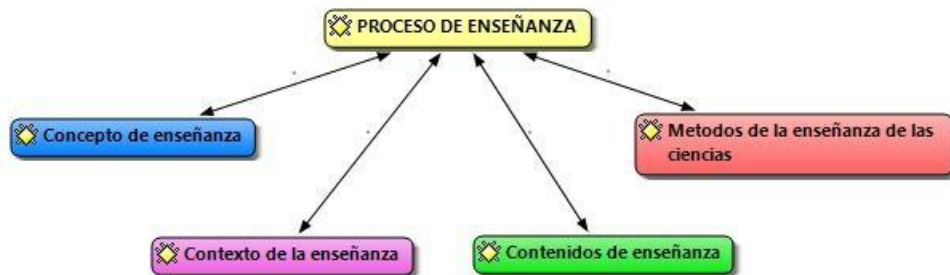 PROCESO DE ENSEÑANZA
Concepto de enseñanza
Metodos de la enseñanza de las
ciencias
Contexto de la enseñanza
Contenidos de enseñanza